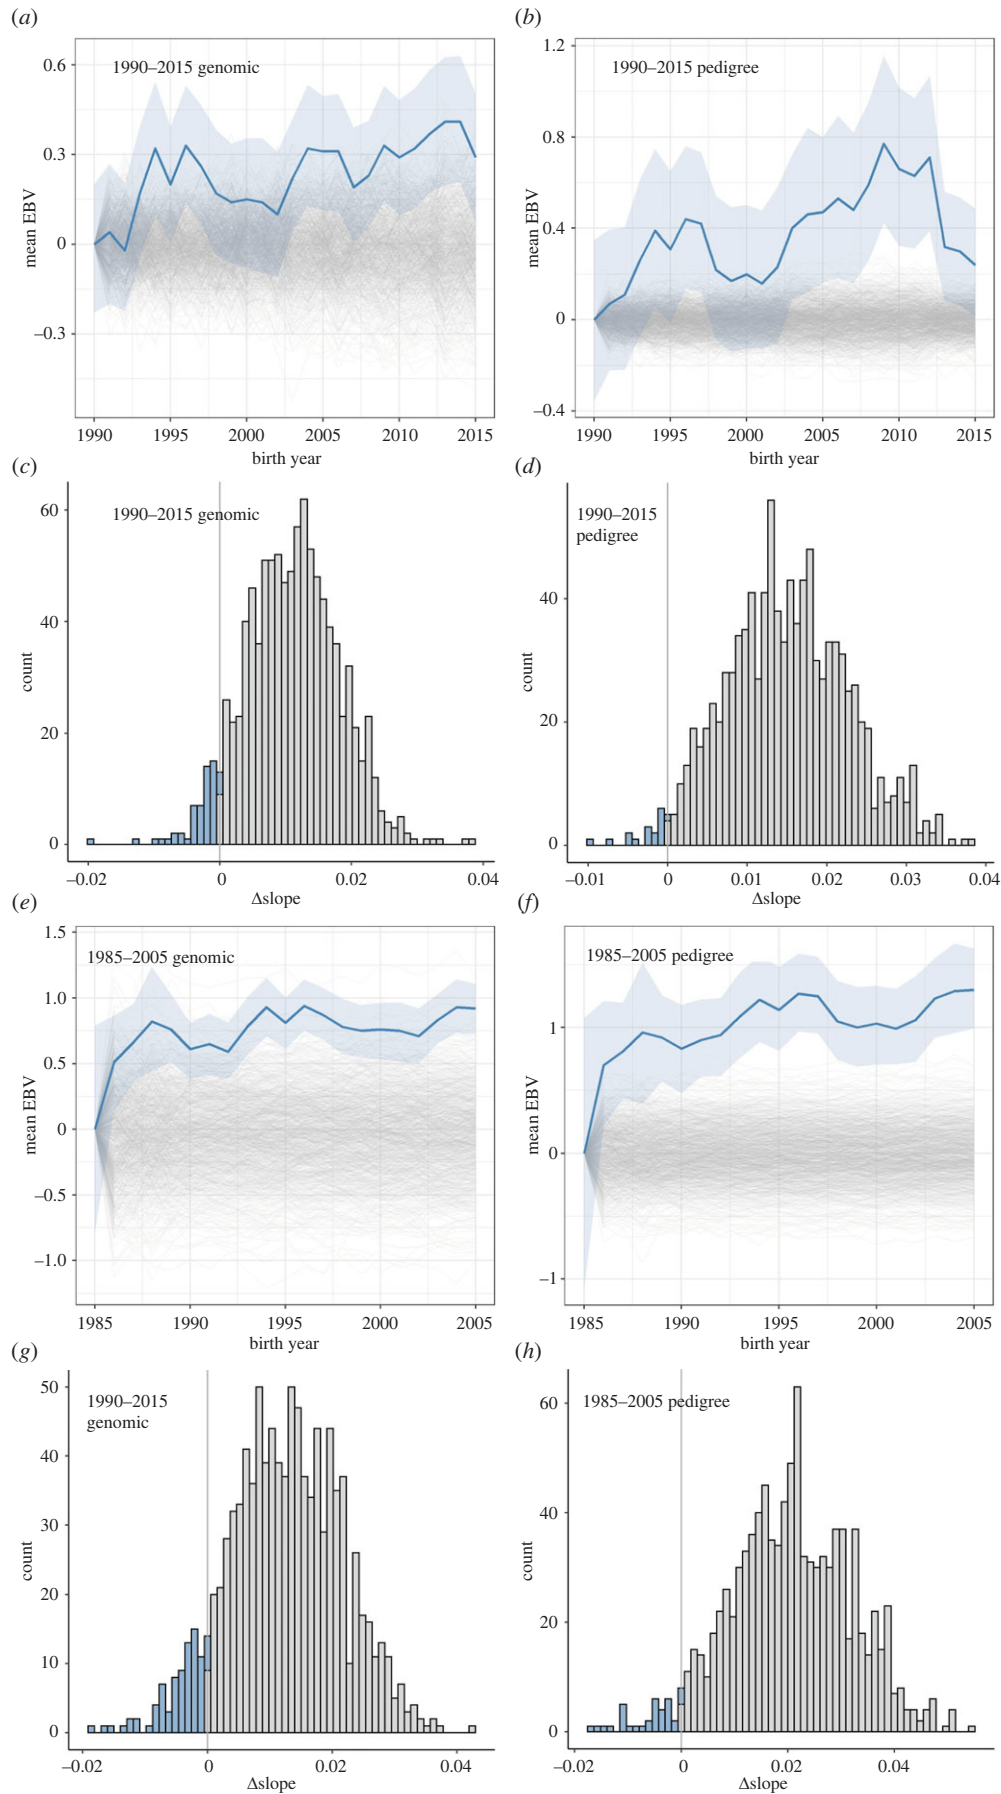 (a)
1990–2015 genomic
0.6
0.3
0
–0.3
mean EBV
1990 1995 2000 2005 2010 2015
birth year
(b)
1990–2015 pedigree
1.2
0.8
0.4
0
–0.4
mean EBV
1990 1995 2000 2005 2010 2015
birth year
(c)
1990–2015 genomic
60
40
20
0
count
–0.02 0 0.02 0.04
Δslope
(d)
1990–2015
pedigree
40
20
0
count
–0.01 0 0.01 0.02 0.03 0.04
Δslope
(e)
1985–2005 genomic
1.5
1.0
0.5
0
–0.5
–1.0
mean EBV
1985 1990 1995 2000 2005
birth year
(f)
1985–2005 pedigree
1
0
–1
mean EBV
1985 1990 1995 2000 2005
birth year
(g)
1990–2015
genomic
50
40
30
20
10
0
count
–0.02 0 0.02 0.04
Δslope
(h)
1985–2005 pedigree
60
40
20
0
count
–0.02 0 0.02 0.04
Δslope